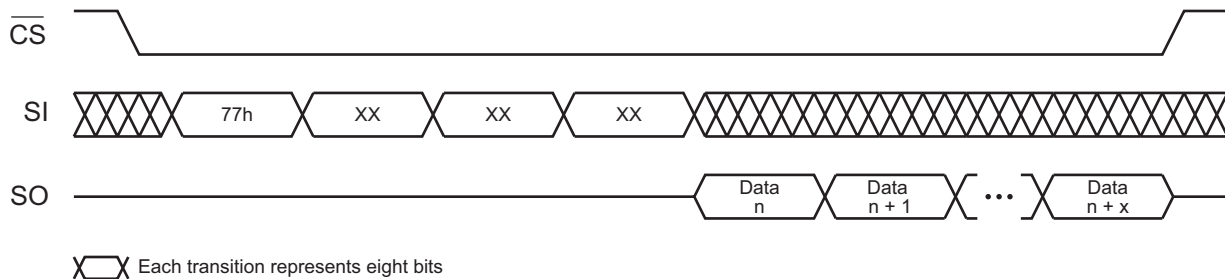 CS
SI
77h
XX
XX
XX
SO
Data
n
Data
n + 1
•••
Data
n + x
Each transition represents eight bits